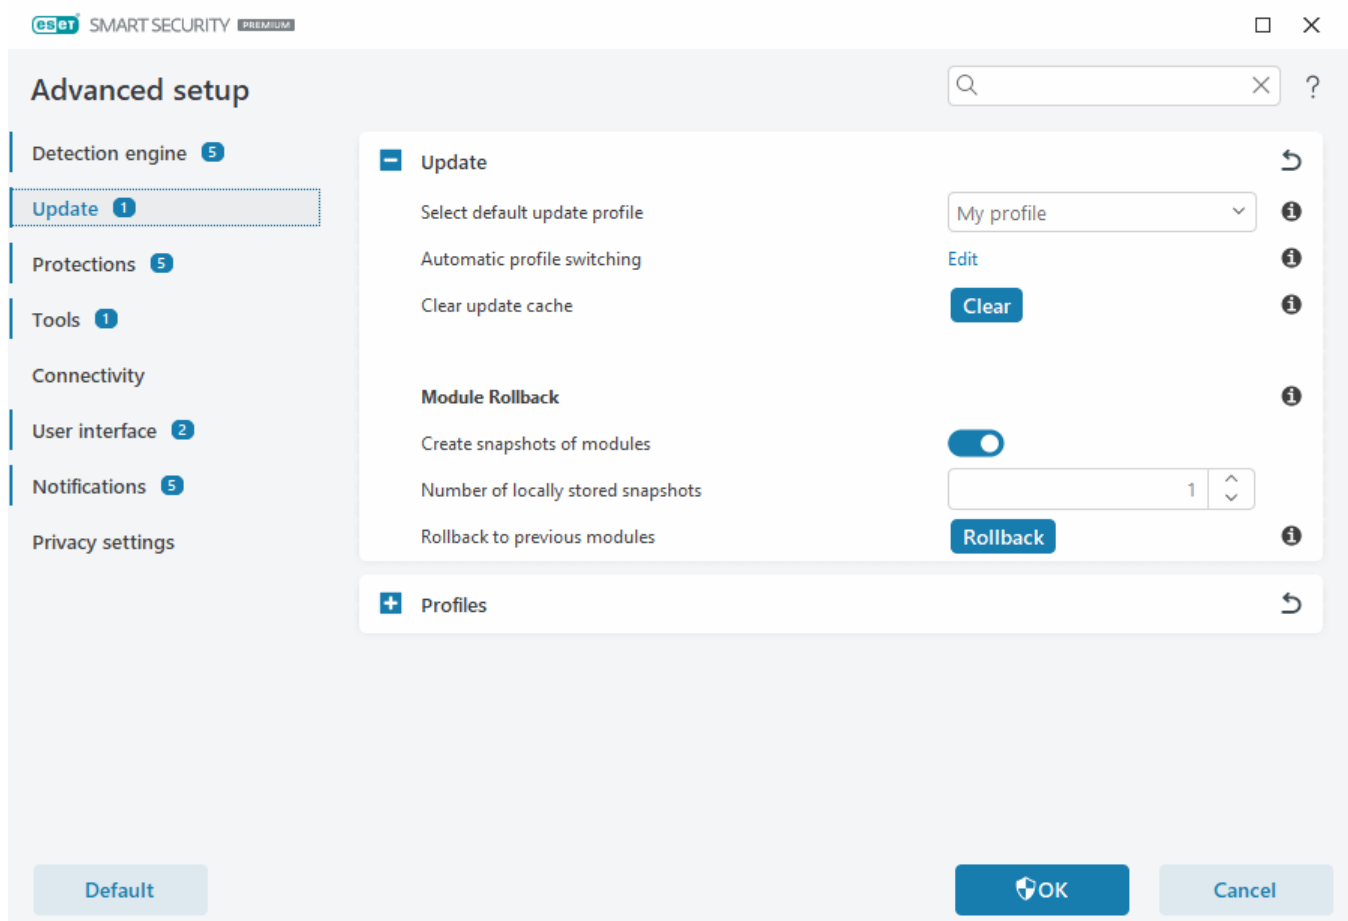 eset SMART SECURITY PREMIUM
Advanced setup
?
Detection engine 5
Update 1
Protections 5
Tools 1
Connectivity
User interface 2
Notifications 5
Privacy settings
Update
Select default update profile My profile
Automatic profile switching Edit
Clear update cache Clear
Module Rollback
Create snapshots of modules
Number of locally stored snapshots 1
Rollback to previous modules Rollback
Profiles
Default OK Cancel